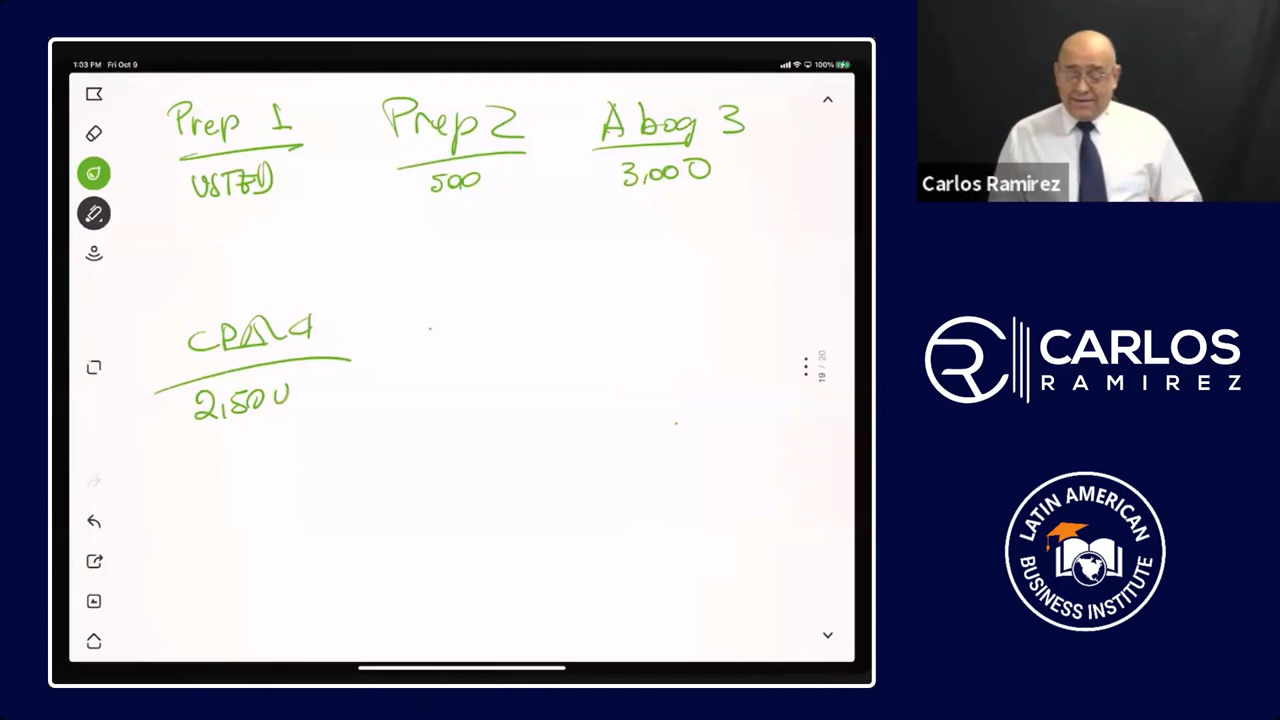 1:03 PM Fri Oct 9
100%
Prep 1
USTED
Prep 2
500
Abog 3
3,000
CPA 4
2,500
19 / 20
Carlos Ramirez
CARLOS
RAMIREZ
LATIN AMERICAN
BUSINESS INSTITUTE